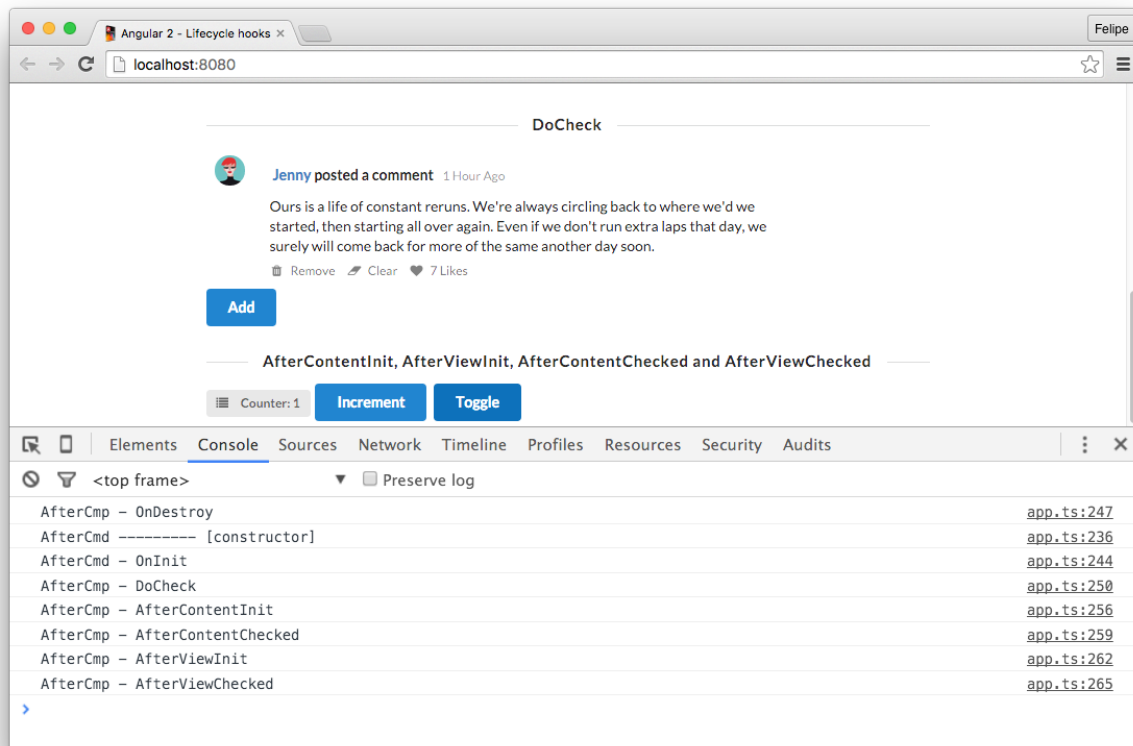 Angular 2 - Lifecycle hooks
Felipe
localhost:8080
DoCheck
Jenny posted a comment 1 Hour Ago
Ours is a life of constant reruns. We're always circling back to where we'd we
started, then starting all over again. Even if we don't run extra laps that day, we
surely will come back for more of the same another day soon.
Remove Clear 7 Likes
Add
AfterContentInit, AfterViewInit, AfterContentChecked and AfterViewChecked
Counter: 1 Increment Toggle
Elements Console Sources Network Timeline Profiles Resources Security Audits
<top frame> Preserve log
AfterCmp - OnDestroy app.ts:247
AfterCmd --------- [constructor] app.ts:236
AfterCmd - OnInit app.ts:244
AfterCmp - DoCheck app.ts:250
AfterCmp - AfterContentInit app.ts:256
AfterCmp - AfterContentChecked app.ts:259
AfterCmp - AfterViewInit app.ts:262
AfterCmp - AfterViewChecked app.ts:265